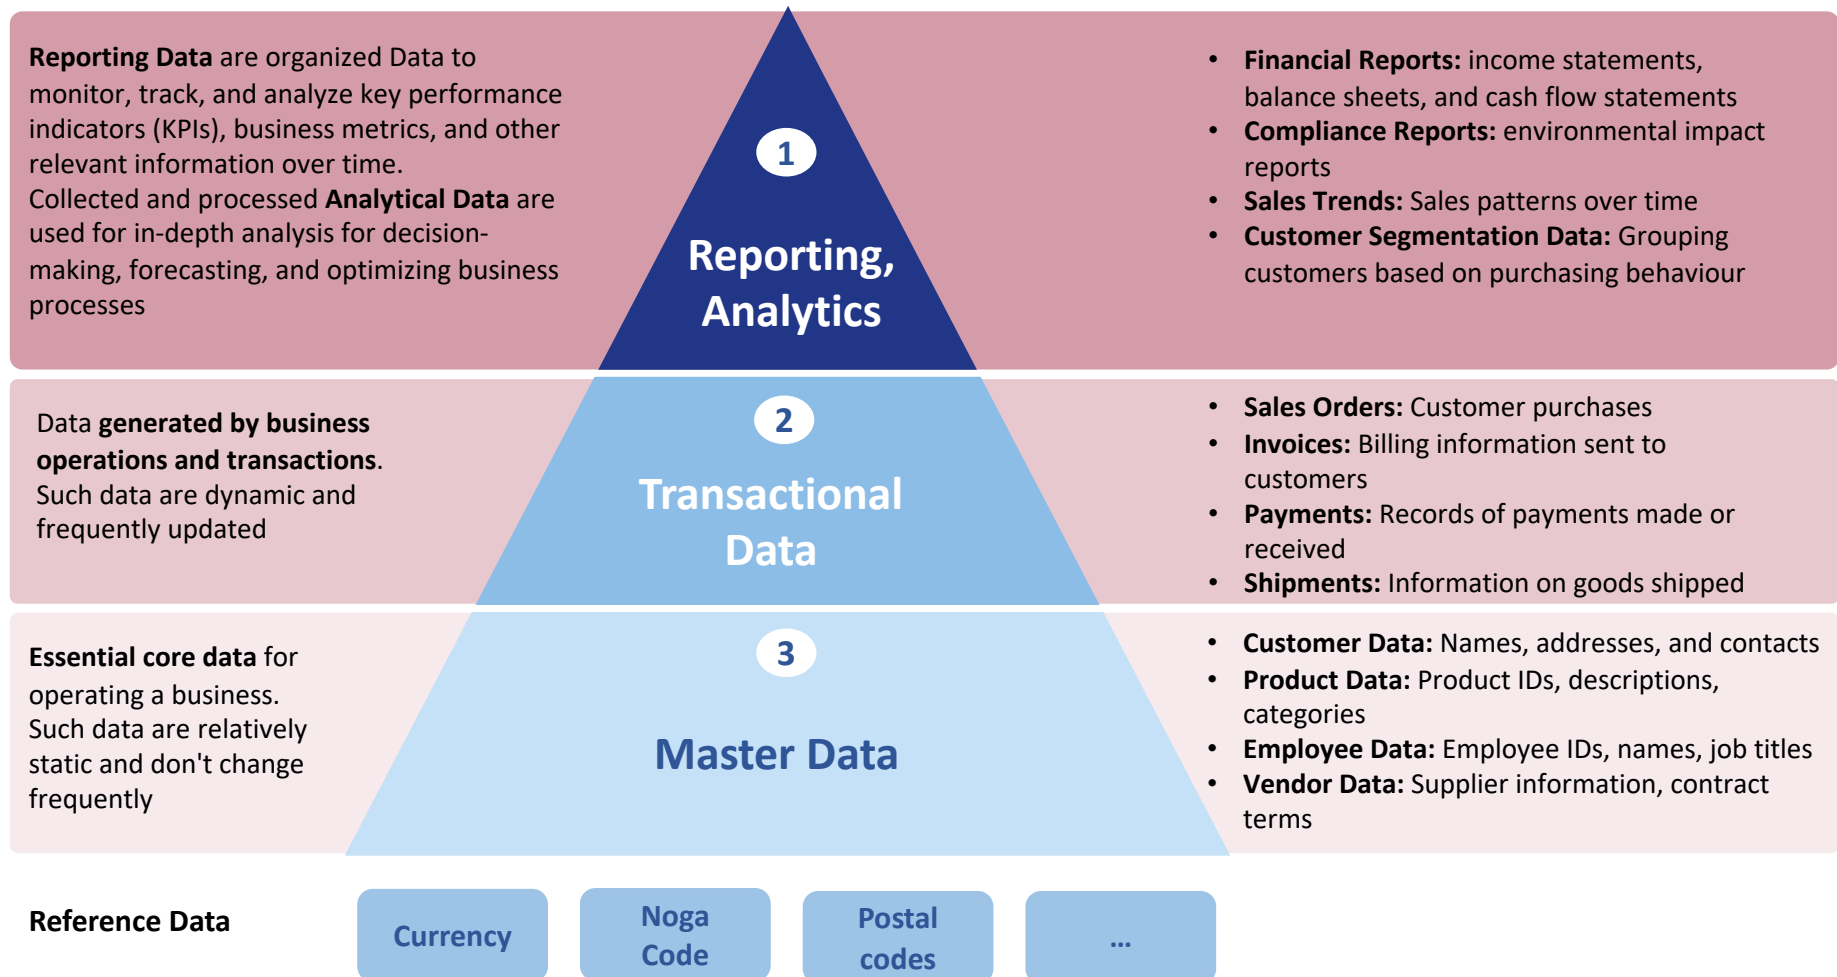 Reporting Data are organized Data to
monitor, track, and analyze key performance
indicators (KPIs), business metrics, and other
relevant information over time.
Collected and processed Analytical Data are
used for in-depth analysis for decision-
making, forecasting, and optimizing business
processes
1
Reporting,
Analytics
• Financial Reports: income statements,
balance sheets, and cash flow statements
• Compliance Reports: environmental impact
reports
• Sales Trends: Sales patterns over time
• Customer Segmentation Data: Grouping
customers based on purchasing behaviour
Data generated by business
operations and transactions.
Such data are dynamic and
frequently updated
2
Transactional
Data
• Sales Orders: Customer purchases
• Invoices: Billing information sent to
customers
• Payments: Records of payments made or
received
• Shipments: Information on goods shipped
Essential core data for
operating a business.
Such data are relatively
static and don't change
frequently
3
Master Data
• Customer Data: Names, addresses, and contacts
• Product Data: Product IDs, descriptions,
categories
• Employee Data: Employee IDs, names, job titles
• Vendor Data: Supplier information, contract
terms
Reference Data
Currency
Noga
Code
Postal
codes
...